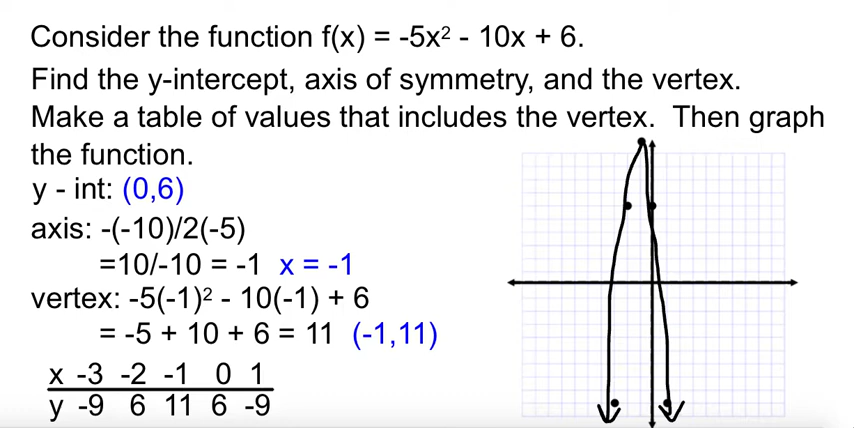 Consider the function f(x) = -5x² - 10x + 6.
Find the y-intercept, axis of symmetry, and the vertex.
Make a table of values that includes the vertex. Then graph
the function.
y - int: (0,6)
axis: -(-10)/2(-5)
=10/-10 = -1 x = -1
vertex: -5(-1)² - 10(-1) + 6
= -5 + 10 + 6 = 11 (-1,11)
x -3 -2 -1 0 1
y -9 6 11 6 -9